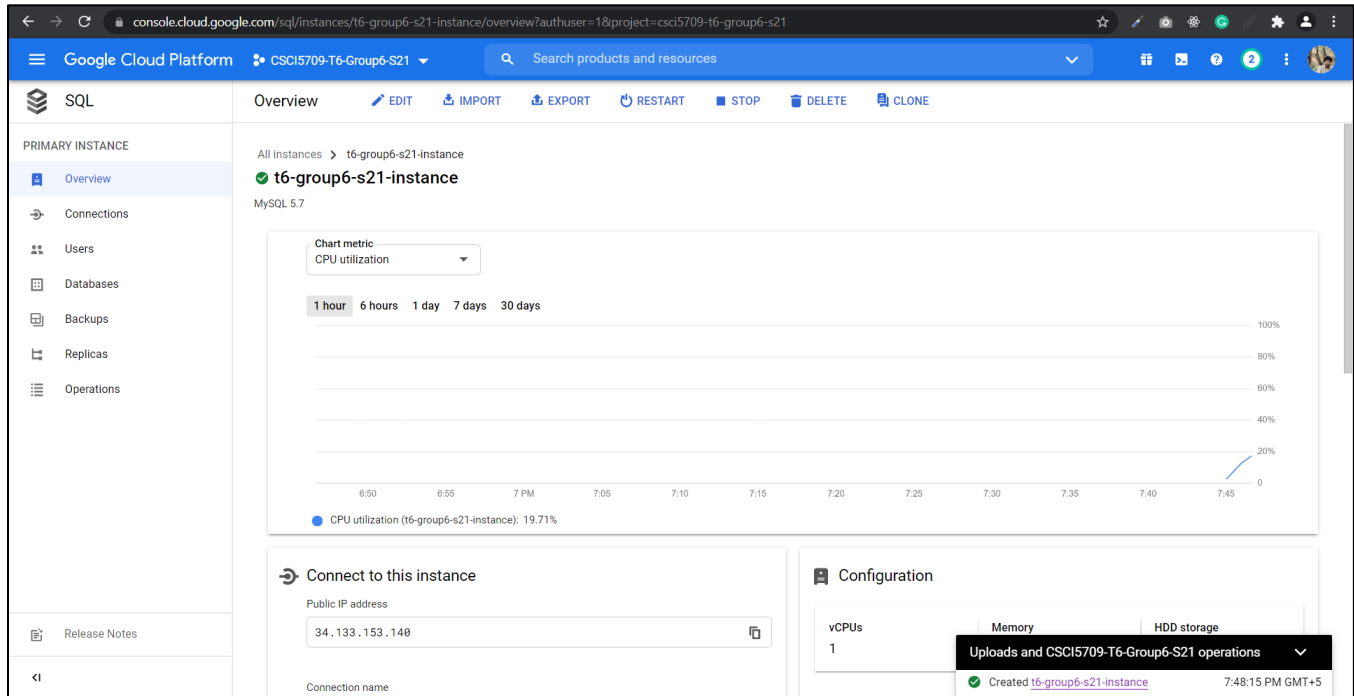 console.cloud.google.com/sql/instances/t6-group6-s21-instance/overview?authuser=1&project=csci5709-t6-group6-s21
Google Cloud Platform
CSCI5709-T6-Group6-S21
Search products and resources
2
SQL
Overview
EDIT
IMPORT
EXPORT
RESTART
STOP
DELETE
CLONE
PRIMARY INSTANCE
Overview
Connections
Users
Databases
Backups
Replicas
Operations
Release Notes
All instances
t6-group6-s21-instance
t6-group6-s21-instance
MySQL 5.7
Chart metric
CPU utilization
1 hour 6 hours 1 day 7 days 30 days
100%
80%
60%
40%
20%
0
6:50 6:55 7 PM 7:05 7:10 7:15 7:20 7:25 7:30 7:35 7:40 7:45
CPU utilization (t6-group6-s21-instance): 19.71%
Connect to this instance
Public IP address
34.133.153.140
Connection name
Configuration
vCPUs Memory HDD storage
1
Uploads and CSCI5709-T6-Group6-S21 operations
Created t6-group6-s21-instance 7:48:15 PM GMT+5